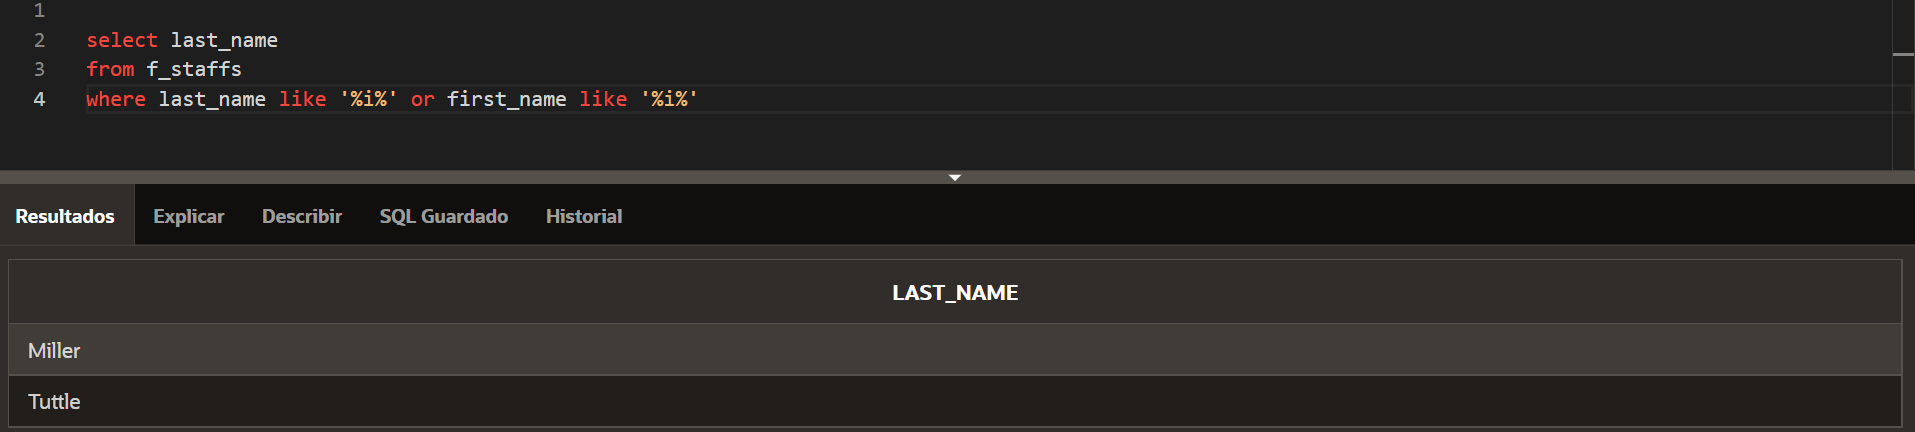 1
2 select last_name
3 from f_staffs
4 where last_name like '%i%' or first_name like '%i%'
Resultados Explicar Describir SQL Guardado Historial
LAST_NAME
Miller
Tuttle